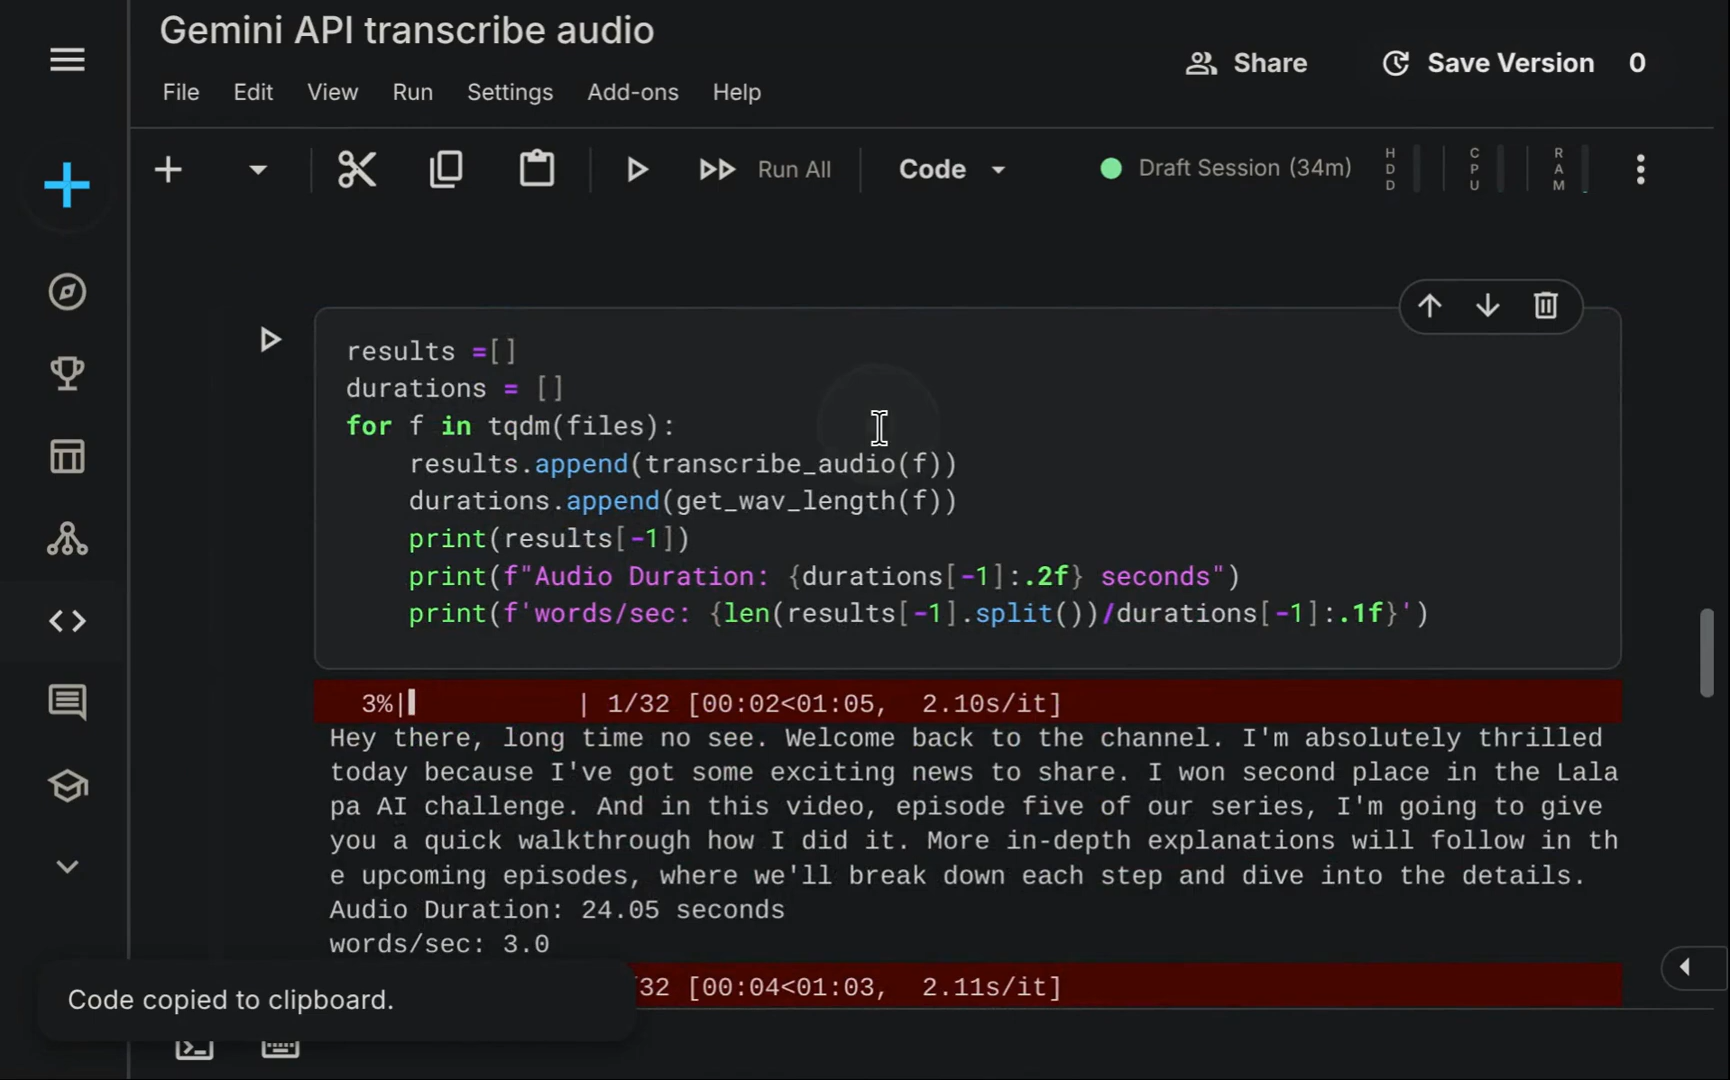 Gemini API transcribe audio
Share
Save Version 0
File Edit View Run Settings Add-ons Help
Run All
Code
Draft Session (34m)
HDD
CPU
RAM
results =[]
durations = []
for f in tqdm(files):
    results.append(transcribe_audio(f))
    durations.append(get_wav_length(f))
    print(results[-1])
    print(f"Audio Duration: {durations[-1]:.2f} seconds")
    print(f'words/sec: {len(results[-1].split())/durations[-1]:.1f}')
3%| | 1/32 [00:02<01:05, 2.10s/it]
Hey there, long time no see. Welcome back to the channel. I'm absolutely thrilled
today because I've got some exciting news to share. I won second place in the Lala
pa AI challenge. And in this video, episode five of our series, I'm going to give
you a quick walkthrough how I did it. More in-depth explanations will follow in th
e upcoming episodes, where we'll break down each step and dive into the details.
Audio Duration: 24.05 seconds
words/sec: 3.0
/32 [00:04<01:03, 2.11s/it]
Code copied to clipboard.